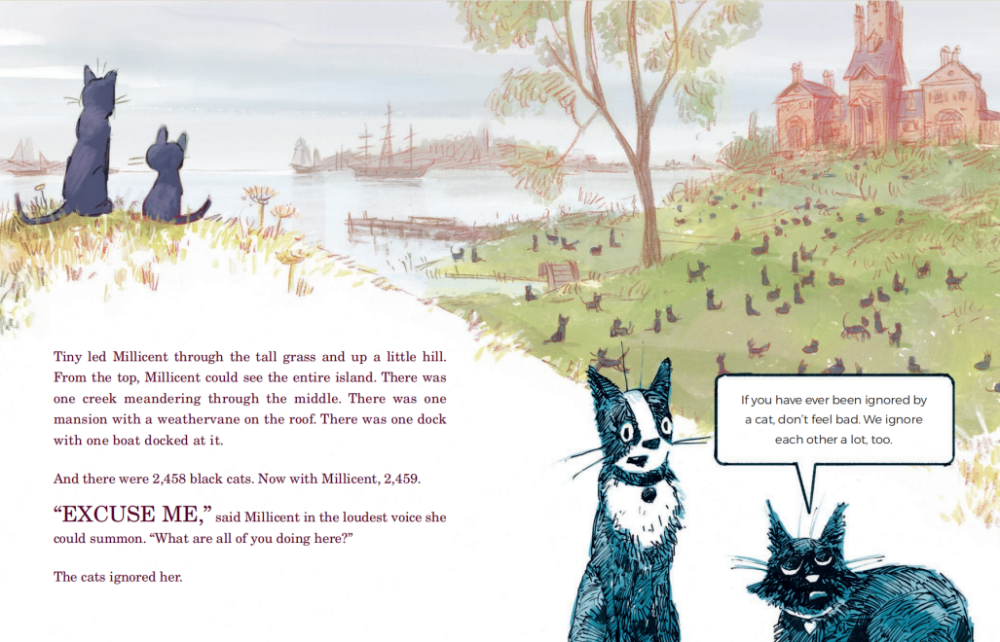 Tiny led Millicent through the tall grass and up a little hill.
From the top, Millicent could see the entire island. There was
one creek meandering through the middle. There was one
mansion with a weathervane on the roof. There was one dock
with one boat docked at it.
And there were 2,458 black cats. Now with Millicent, 2,459.
“EXCUSE ME,” said Millicent in the loudest voice she
could summon. “What are all of you doing here?”
The cats ignored her.
If you have ever been ignored by
a cat, don’t feel bad. We ignore
each other a lot, too.